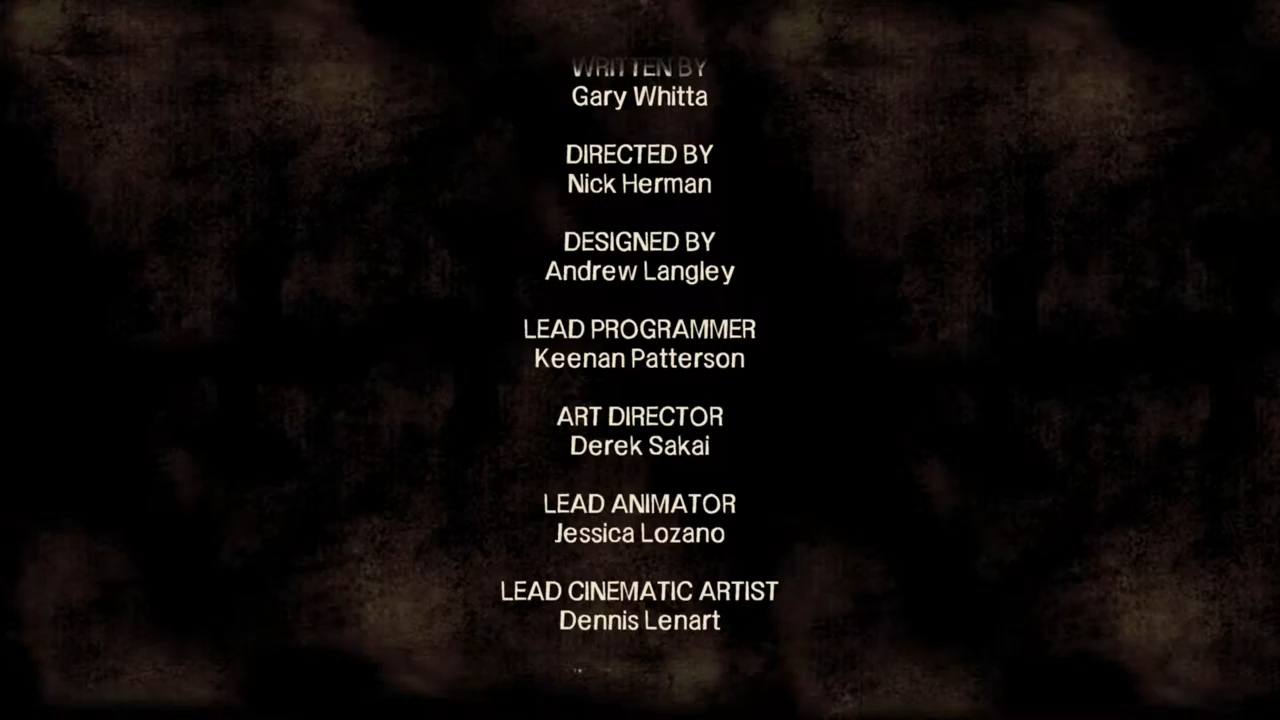 WRITTEN BY
Gary Whitta
DIRECTED BY
Nick Herman
DESIGNED BY
Andrew Langley
LEAD PROGRAMMER
Keenan Patterson
ART DIRECTOR
Derek Sakai
LEAD ANIMATOR
Jessica Lozano
LEAD CINEMATIC ARTIST
Dennis Lenart